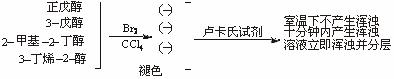 正戊醇
3-戊醇
2-甲基-2-丁醇
3-丁烯-2-醇
Br₂
CCl₄
褪色
(-)
(-)
(-)
卢卡氏试剂
室温下不产生浑浊
十分钟内产生浑浊
溶液立即浑浊并分层